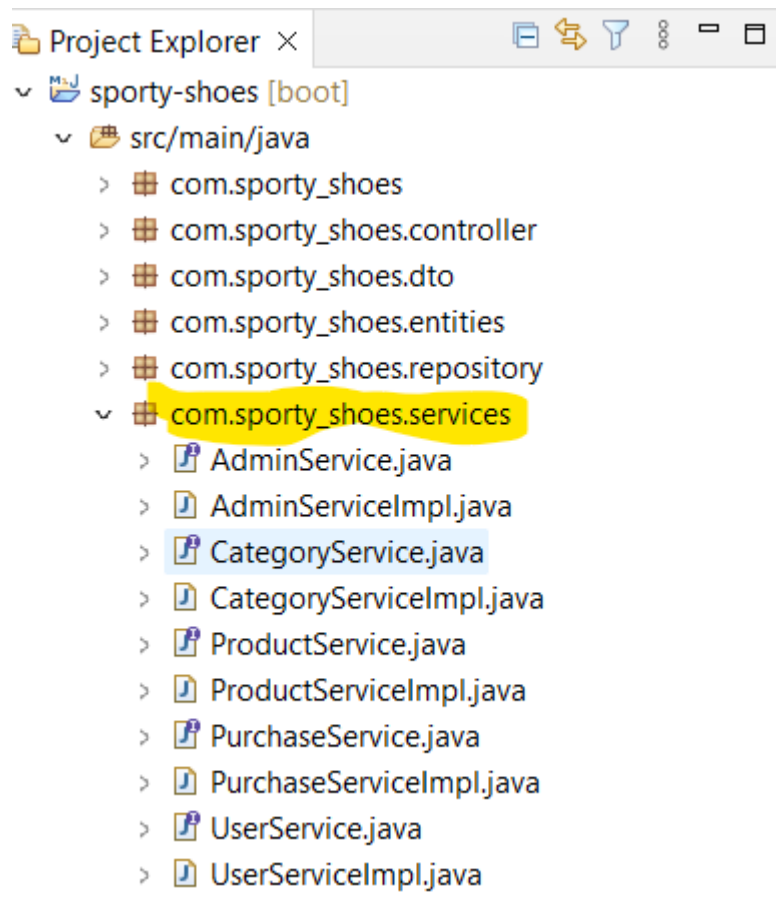 Project Explorer
sporty-shoes [boot]
src/main/java
com.sporty_shoes
com.sporty_shoes.controller
com.sporty_shoes.dto
com.sporty_shoes.entities
com.sporty_shoes.repository
com.sporty_shoes.services
AdminService.java
AdminServiceImpl.java
CategoryService.java
CategoryServiceImpl.java
ProductService.java
ProductServiceImpl.java
PurchaseService.java
PurchaseServiceImpl.java
UserService.java
UserServiceImpl.java